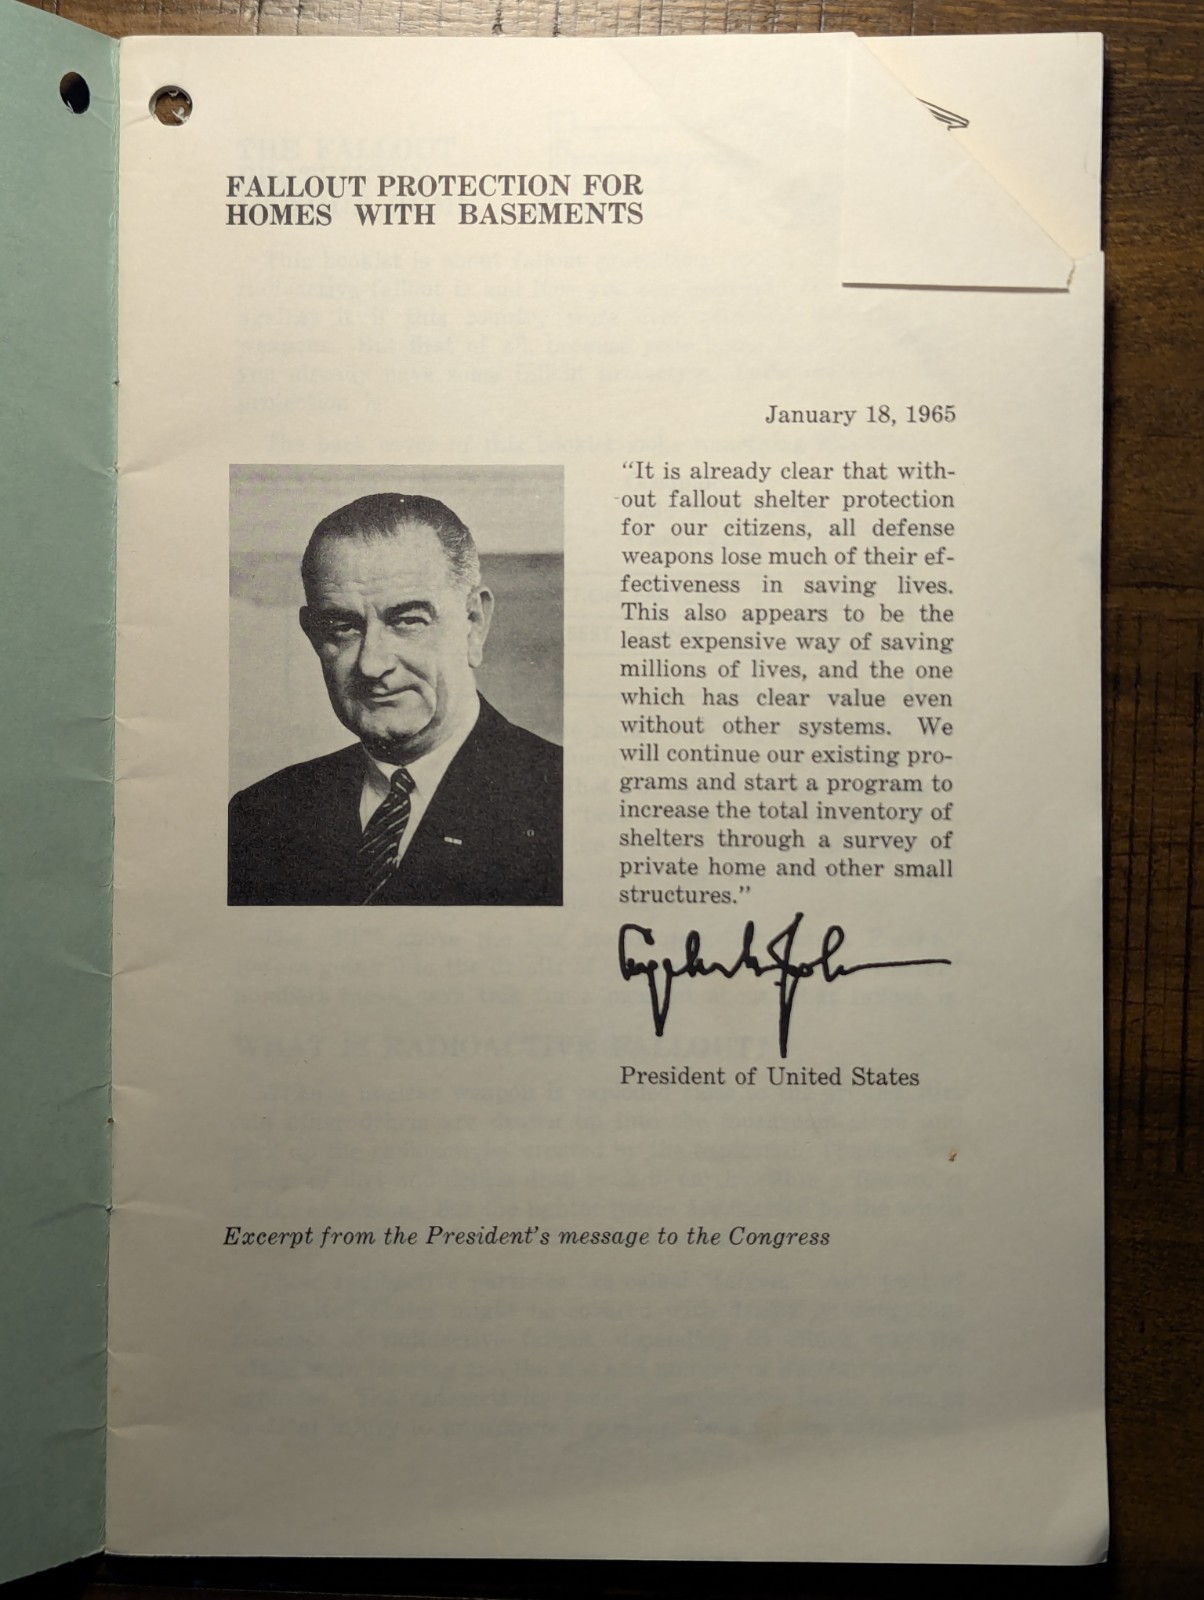 FALLOUT PROTECTION FOR
HOMES WITH BASEMENTS
January 18, 1965
“It is already clear that with-
out fallout shelter protection
for our citizens, all defense
weapons lose much of their ef-
fectiveness in saving lives.
This also appears to be the
least expensive way of saving
millions of lives, and the one
which has clear value even
without other systems. We
will continue our existing pro-
grams and start a program to
increase the total inventory of
shelters through a survey of
private home and other small
structures.”
President of United States
Excerpt from the President's message to the Congress